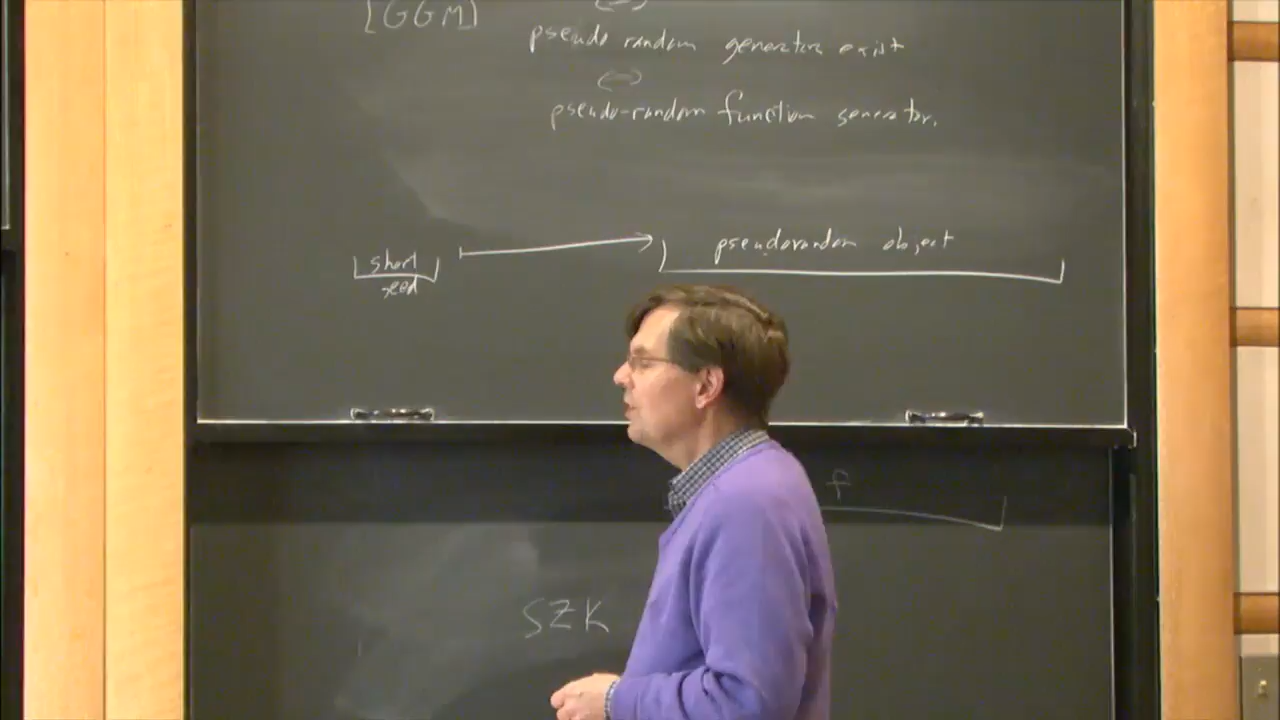 [GGM]
⟺
pseudo random generators exist
⟺
pseudo-random function generator.
short
seed
pseudorandom object
f
SZK